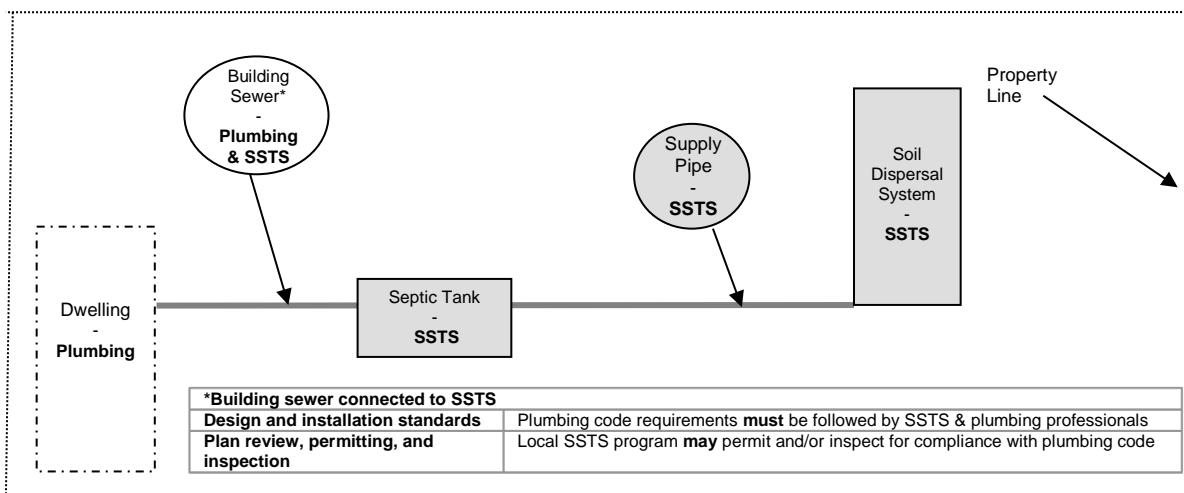 Building
Sewer*
-
Plumbing
& SSTS
Supply
Pipe
-
SSTS
Soil
Dispersal
System
-
SSTS
Property
Line
Dwelling
-
Plumbing
Septic Tank
-
SSTS
*Building sewer connected to SSTS
Design and installation standards Plumbing code requirements must be followed by SSTS & plumbing professionals
Plan review, permitting, and Local SSTS program may permit and/or inspect for compliance with plumbing code
inspection